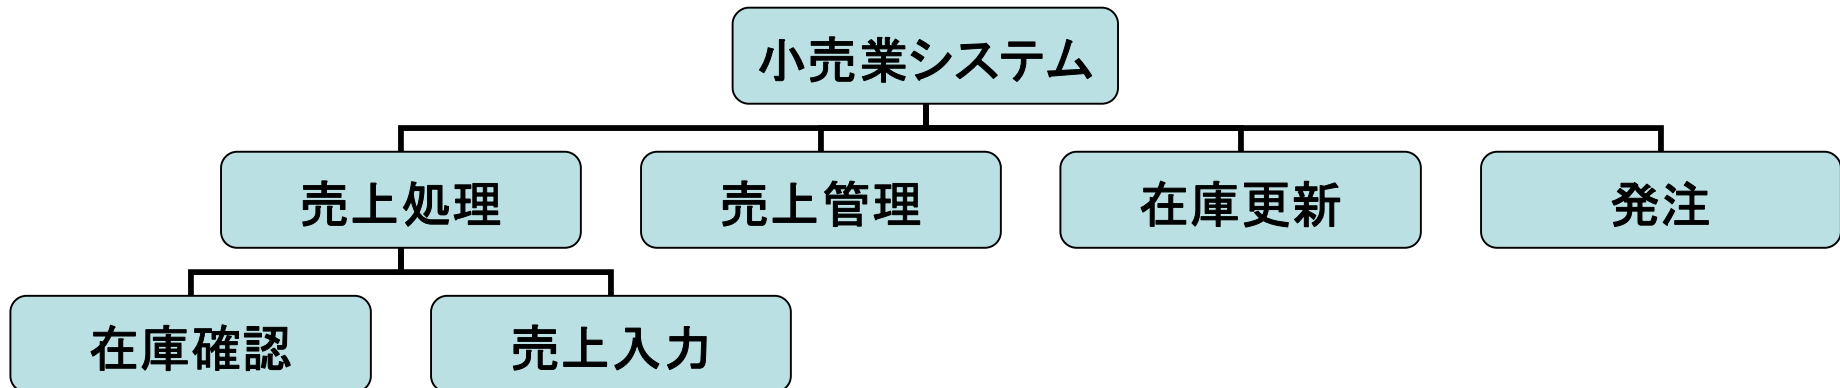 小売業システム
売上処理
売上管理
在庫更新
発注
在庫確認
売上入力